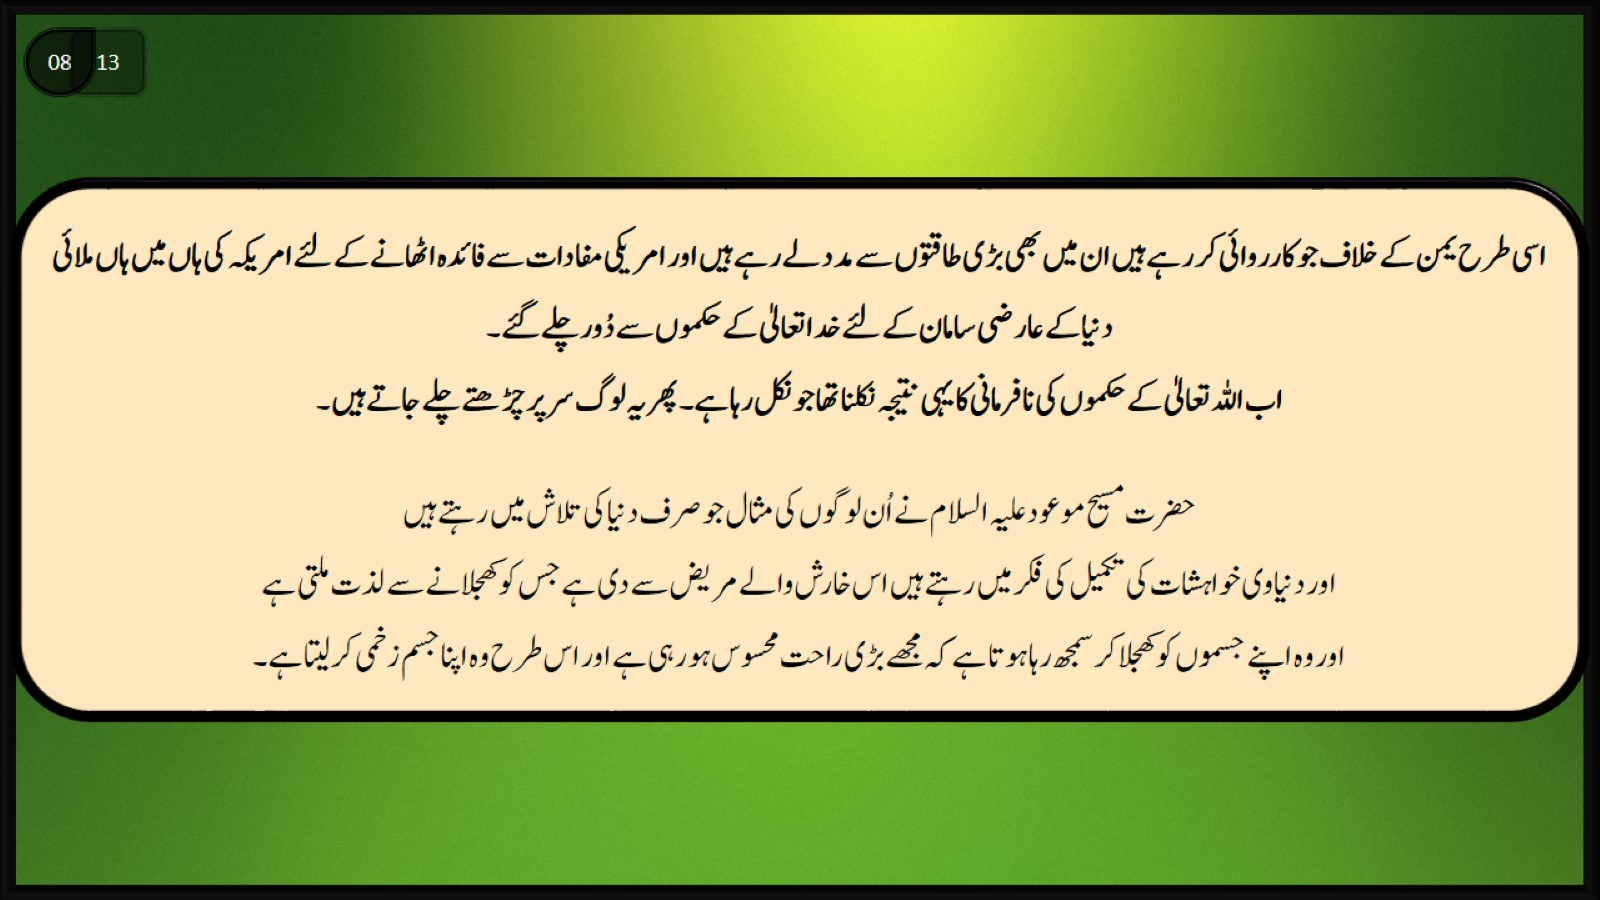 08 13
اسی طرح یمن کے خلاف جو کارروائی کر رہے ہیں ان میں بھی بڑی طاقتوں سے مدد لے رہے ہیں اور امریکی مفادات سے فائدہ اٹھانے کے لئے امریکہ کی ہاں میں ہاں ملائی
دنیا کے عارضی سامان کے لئے خدا تعالیٰ کے حکموں سے دُور چلے گئے۔
اب اللہ تعالیٰ کے حکموں کی نافرمانی کا یہی نتیجہ نکلنا تھا جو نکل رہا ہے۔ پھر یہ لوگ سر پر چڑھتے چلے جاتے ہیں۔
حضرت مسیح موعود علیہ السلام نے اُن لوگوں کی مثال جو صرف دنیا کی تلاش میں رہتے ہیں
اور دنیاوی خواہشات کی تکمیل کی فکر میں رہتے ہیں اس خارش والے مریض سے دی ہے جس کو کھجلانے سے لذت ملتی ہے
اور وہ اپنے جسموں کو کھجلا کر سمجھ رہا ہوتا ہے کہ مجھے بڑی راحت محسوس ہو رہی ہے اور اس طرح وہ اپنا جسم زخمی کر لیتا ہے۔